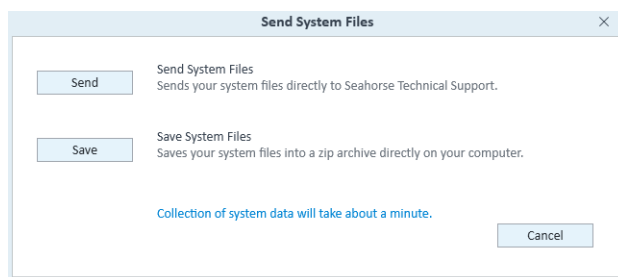 Send System Files
Send
Send System Files
Sends your system files directly to Seahorse Technical Support.
Save
Save System Files
Saves your system files into a zip archive directly on your computer.
Collection of system data will take about a minute.
Cancel